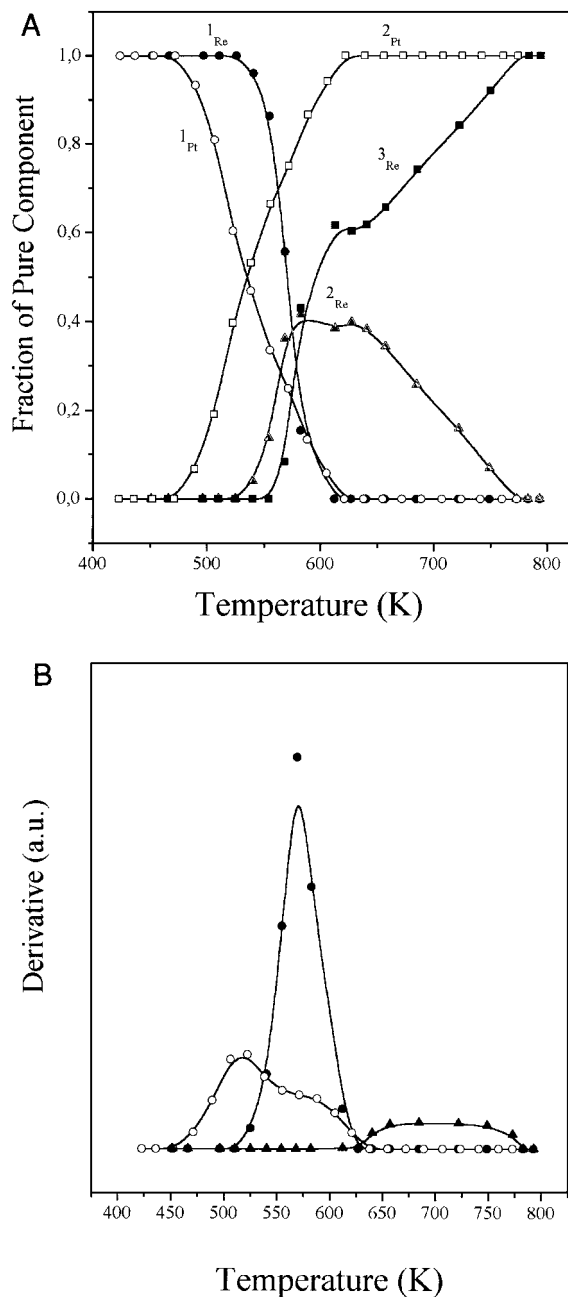 A
1Re
2Pt
1,0
1Pt
0,8
3Re
0,6
2Re
0,4
0,2
0,0
Fraction of Pure Component
400 500 600 700 800
Temperature (K)
B
Derivative (a.u.)
400 450 500 550 600 650 700 750 800
Temperature (K)